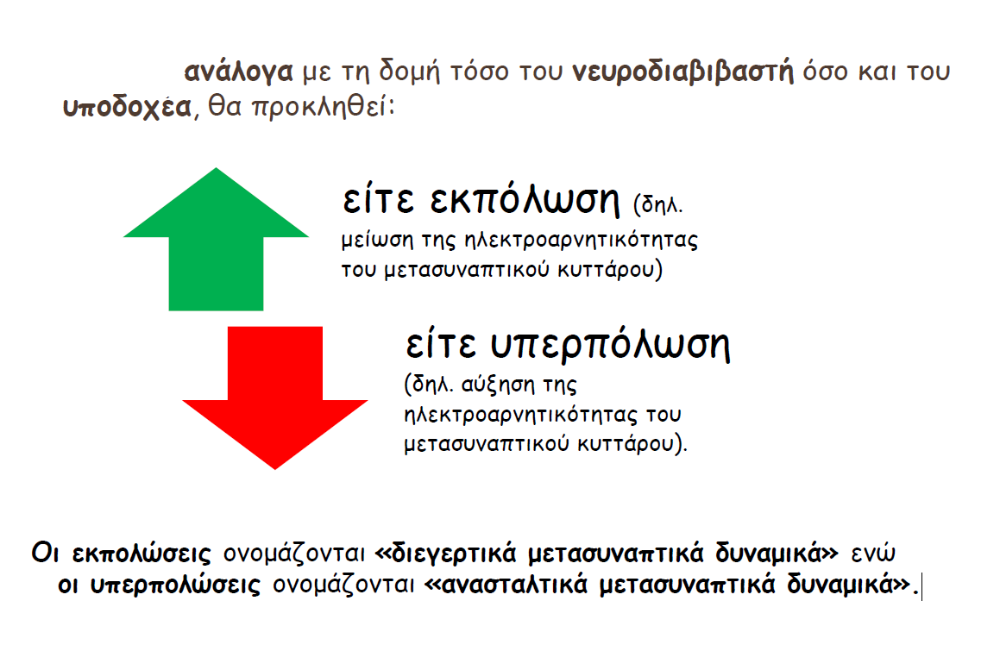 ανάλογα με τη δομή τόσο του νευροδιαβιβαστή όσο και του
υποδοχέα, θα προκληθεί:
είτε εκπόλωση (δηλ.
μείωση της ηλεκτροαρνητικότητας
του μετασυναπτικού κυττάρου)
είτε υπερπόλωση
(δηλ. αύξηση της
ηλεκτροαρνητικότητας του
μετασυναπτικού κυττάρου).
Οι εκπολώσεις ονομάζονται «διεγερτικά μετασυναπτικά δυναμικά» ενώ
οι υπερπολώσεις ονομάζονται «ανασταλτικά μετασυναπτικά δυναμικά».